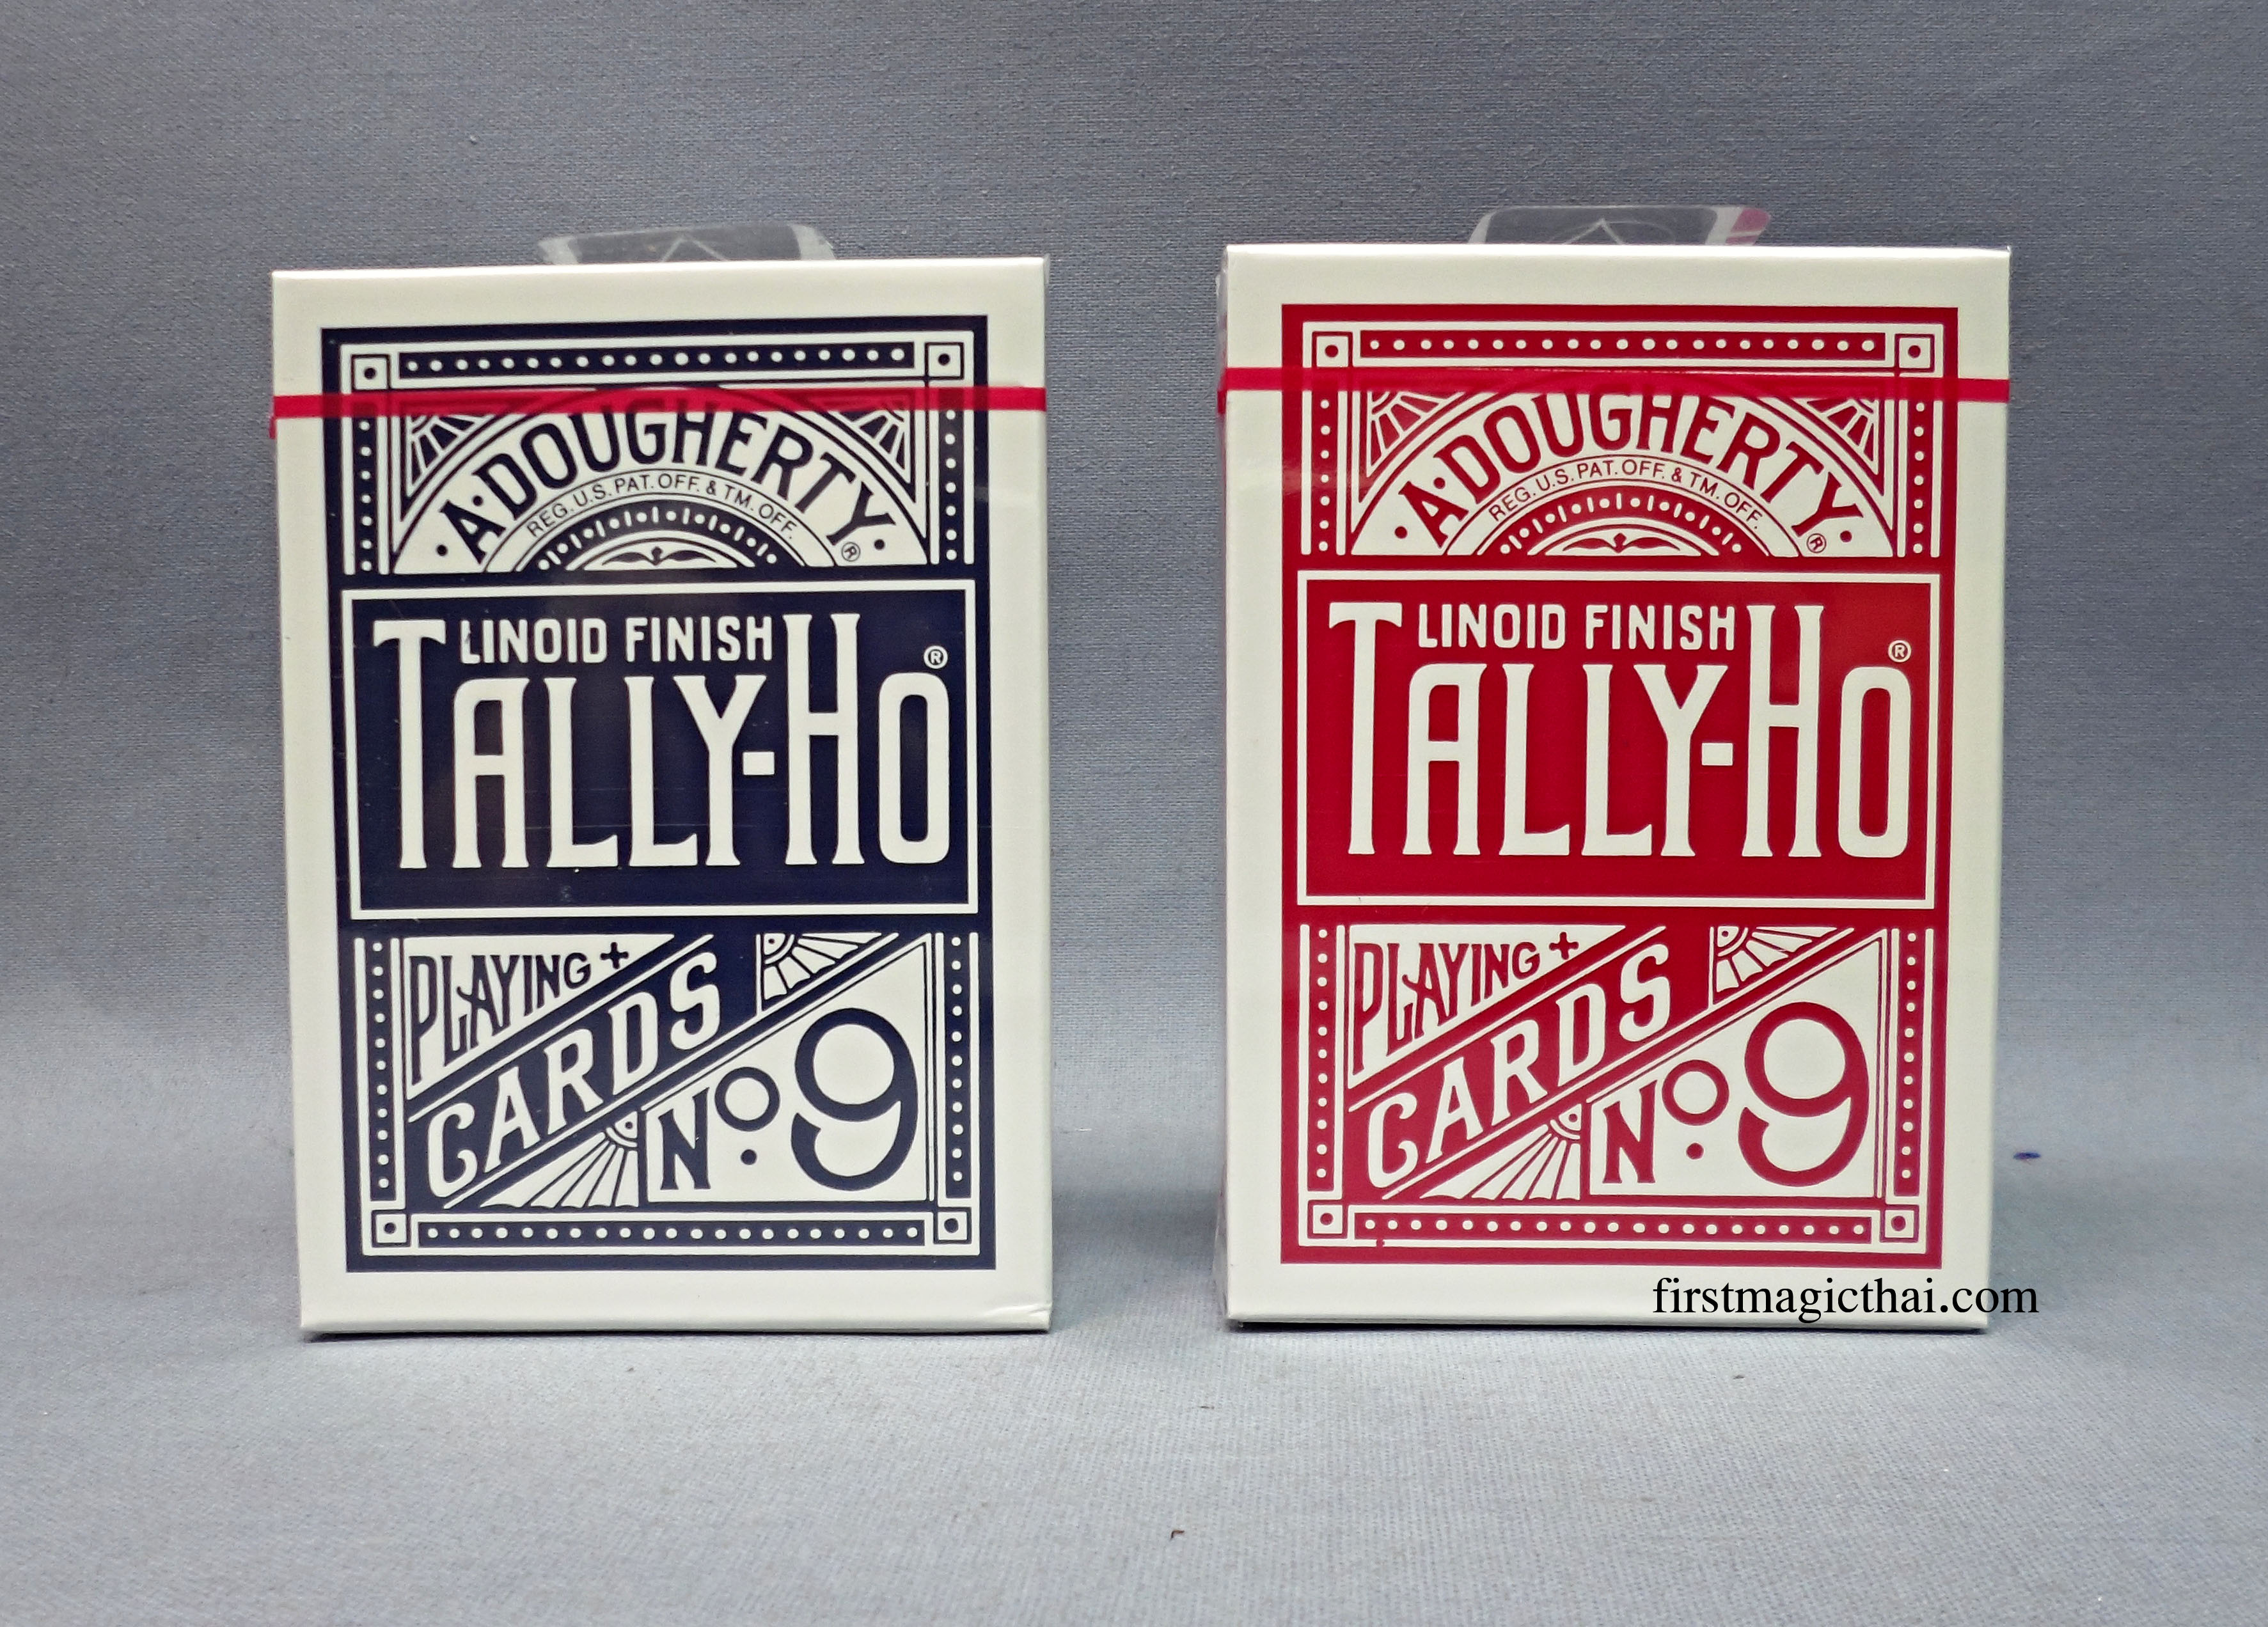 A·DOUGHERTY®
REG. U.S. PAT. OFF. & TM. OFF.
LINOID FINISH
TALLY-HO®
PLAYING
CARDS
No. 9
A·DOUGHERTY®
REG. U.S. PAT. OFF. & TM. OFF.
LINOID FINISH
TALLY-HO®
PLAYING
CARDS
No. 9
firstmagicthai.com